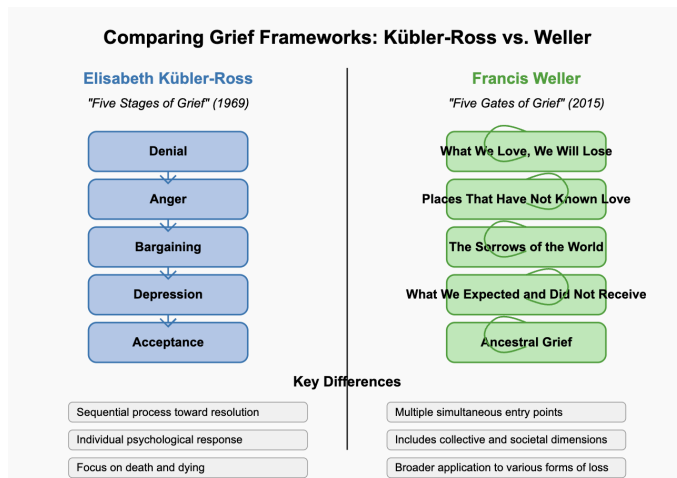 Comparing Grief Frameworks: Kübler-Ross vs. Weller
Elisabeth Kübler-Ross
"Five Stages of Grief" (1969)
Denial
Anger
Bargaining
Depression
Acceptance
Francis Weller
"Five Gates of Grief" (2015)
What We Love, We Will Lose
Places That Have Not Known Love
The Sorrows of the World
What We Expected and Did Not Receive
Ancestral Grief
Key Differences
Sequential process toward resolution
Individual psychological response
Focus on death and dying
Multiple simultaneous entry points
Includes collective and societal dimensions
Broader application to various forms of loss